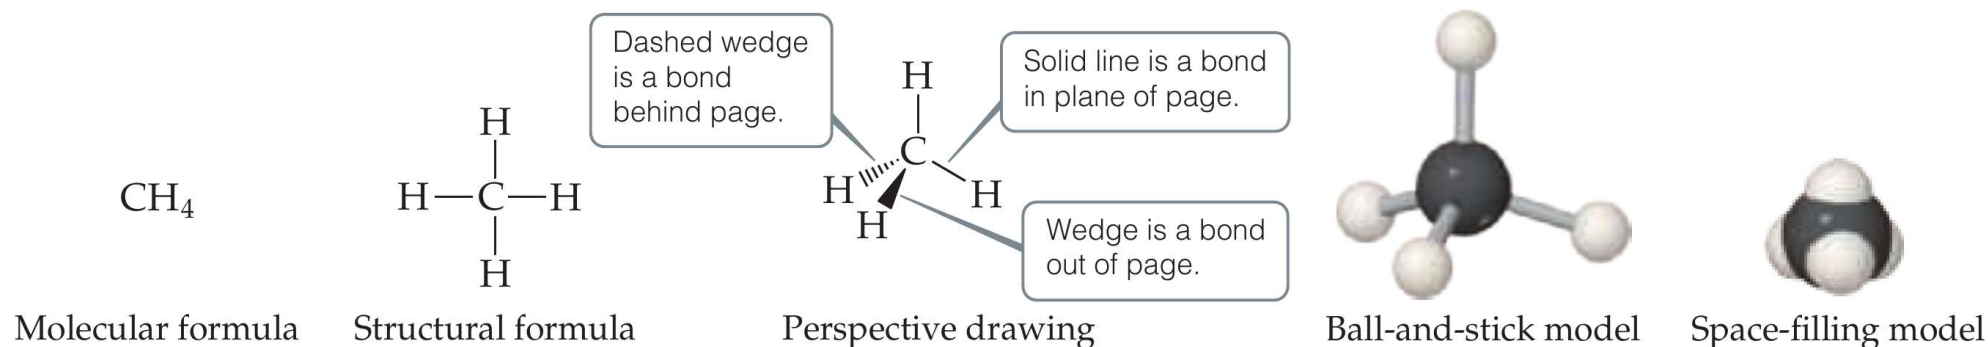 CH4
H
H—C—H
H
Dashed wedge
is a bond
behind page.
H
C
H
H
H
Solid line is a bond
in plane of page.
Wedge is a bond
out of page.
Molecular formula
Structural formula
Perspective drawing
Ball-and-stick model
Space-filling model